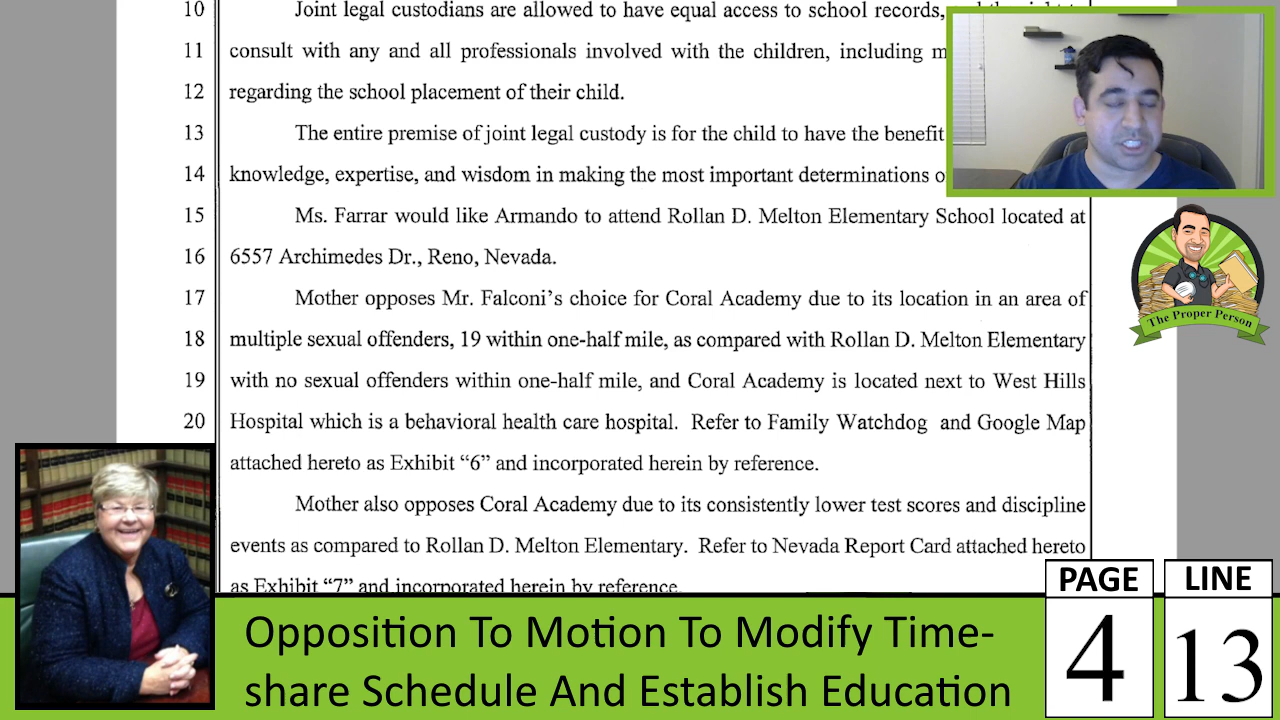 10 Joint legal custodians are allowed to have equal access to school records,
11 consult with any and all professionals involved with the children, including
12 regarding the school placement of their child.
13 The entire premise of joint legal custody is for the child to have the benefit
14 knowledge, expertise, and wisdom in making the most important determinations
15 Ms. Farrar would like Armando to attend Rollan D. Melton Elementary School located at
16 6557 Archimedes Dr., Reno, Nevada.
17 Mother opposes Mr. Falconi's choice for Coral Academy due to its location in an area of
18 multiple sexual offenders, 19 within one-half mile, as compared with Rollan D. Melton Elementary
19 with no sexual offenders within one-half mile, and Coral Academy is located next to West Hills
20 Hospital which is a behavioral health care hospital. Refer to Family Watchdog and Google Map
attached hereto as Exhibit "6" and incorporated herein by reference.
Mother also opposes Coral Academy due to its consistently lower test scores and discipline
events as compared to Rollan D. Melton Elementary. Refer to Nevada Report Card attached hereto
as Exhibit "7" and incorporated herein by reference.
The Proper Person
Opposition To Motion To Modify Time-
share Schedule And Establish Education
PAGE
4
LINE
13